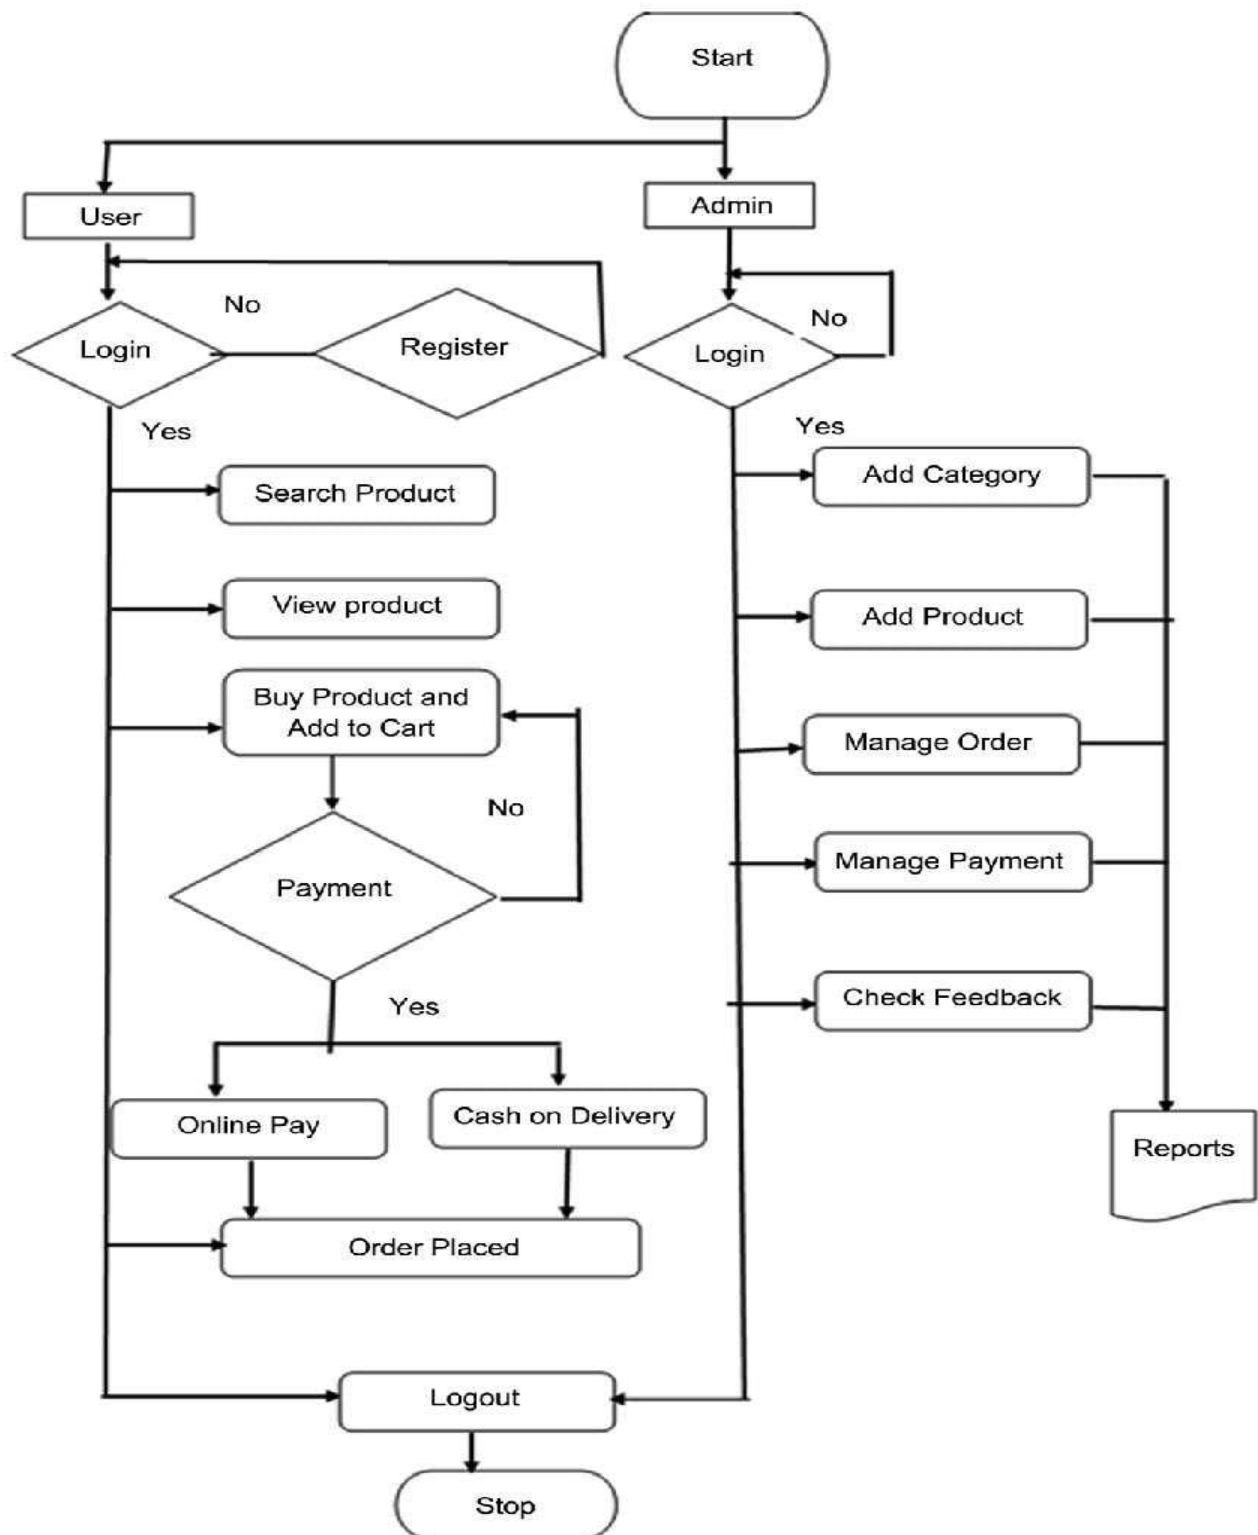 Start
User
Admin
No
Login
Register
No
Login
Yes
Yes
Search Product
Add Category
View product
Add Product
Buy Product and
Add to Cart
Manage Order
No
Payment
Manage Payment
Yes
Check Feedback
Online Pay
Cash on Delivery
Reports
Order Placed
Logout
Stop